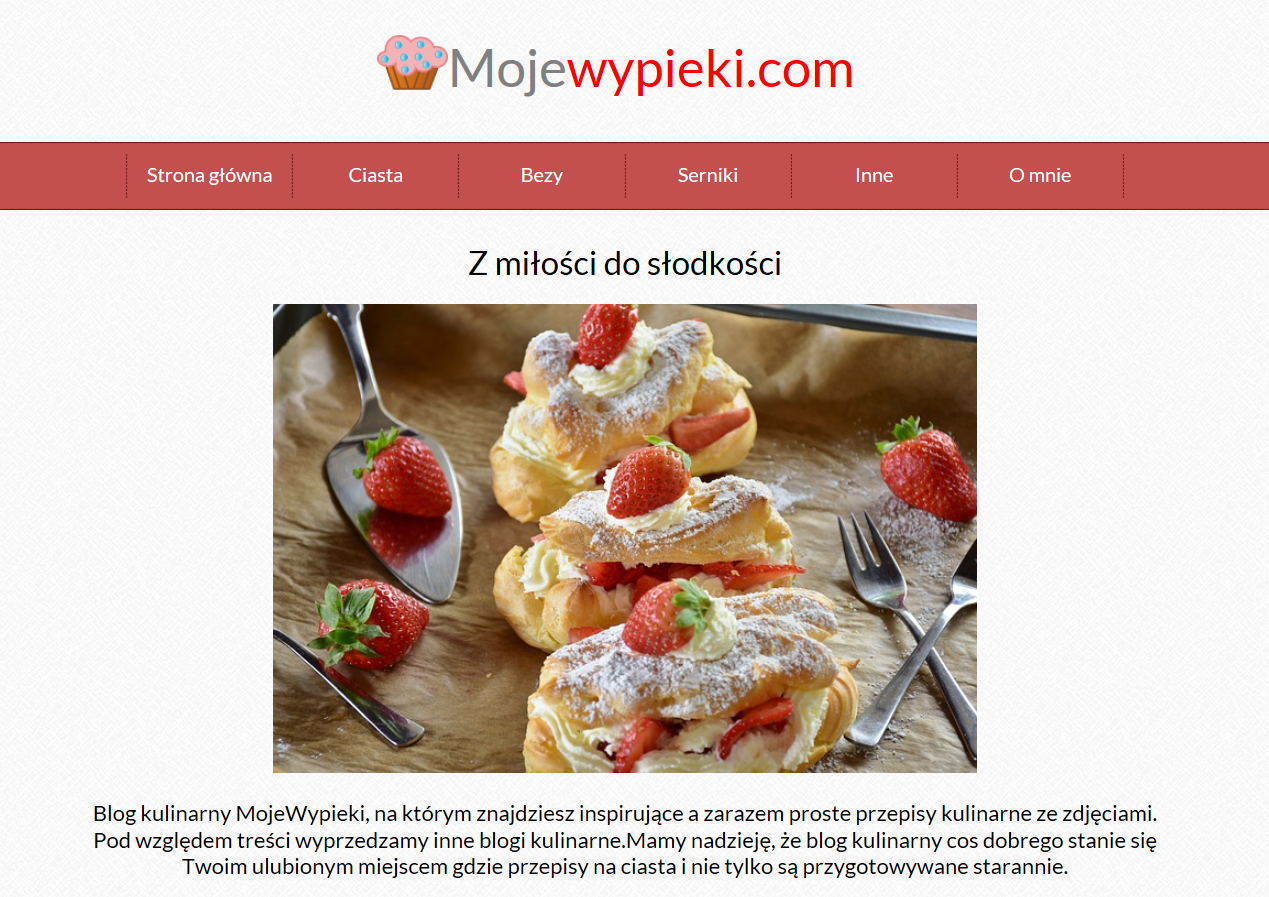 Mojewypieki.com
Strona główna Ciasta Bezy Serniki Inne O mnie
Z miłości do słodkości
Blog kulinarny MojeWypieki, na którym znajdziesz inspirujące a zarazem proste przepisy kulinarne ze zdjęciami.
Pod względem treści wyprzedzamy inne blogi kulinarne.Mamy nadzieję, że blog kulinarny cos dobrego stanie się
Twoim ulubionym miejscem gdzie przepisy na ciasta i nie tylko są przygotowywane starannie.